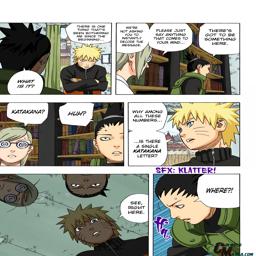 WHAT
IS IT?
THERE IS ONE
THING THAT'S
BEEN BOTHERING
ME SINCE THE
BEGINNING.
I'M NOT
ASKING YOU TO
INSTANTLY
DECODE THE
MESSAGE.
PLEASE JUST
SAY ANYTHING
THAT COMES TO
YOUR MIND...
THERE'S
GOT TO BE
SOMETHING
HERE.
KATAKANA?
HUH?
WHY AMONG
ALL THESE
NUMBERS...
IS THERE
A SINGLE
KATAKANA
LETTER?
SFX: KLATTER!
SEE,
RIGHT
HERE.
WHERE?!